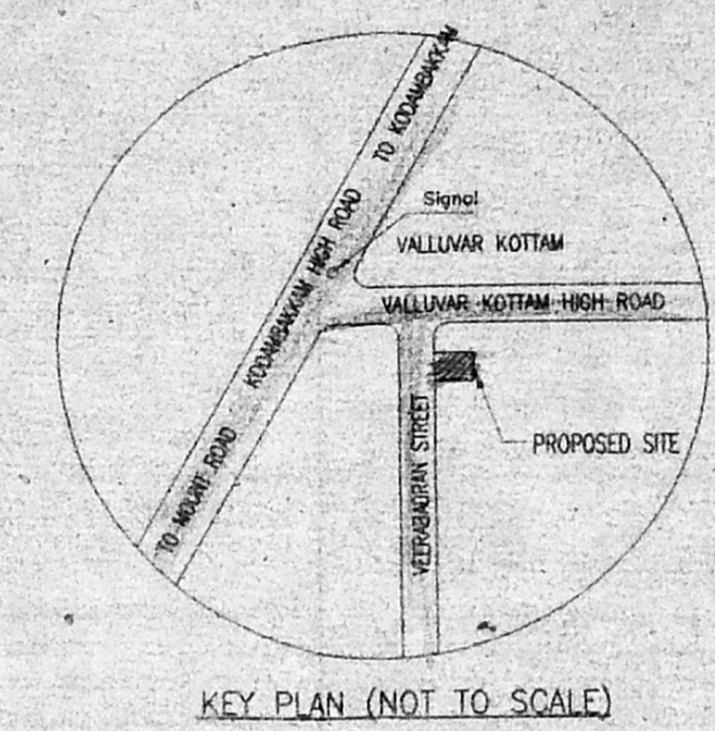 TO KODAMBAKKAM
KODAMBAKKAM HIGH ROAD
Signal
VALLUVAR KOTTAM
VALLUVAR KOTTAM HIGH ROAD
PROPOSED SITE
VEERABADRAN STREET
TO MOUNT ROAD
KEY PLAN (NOT TO SCALE)